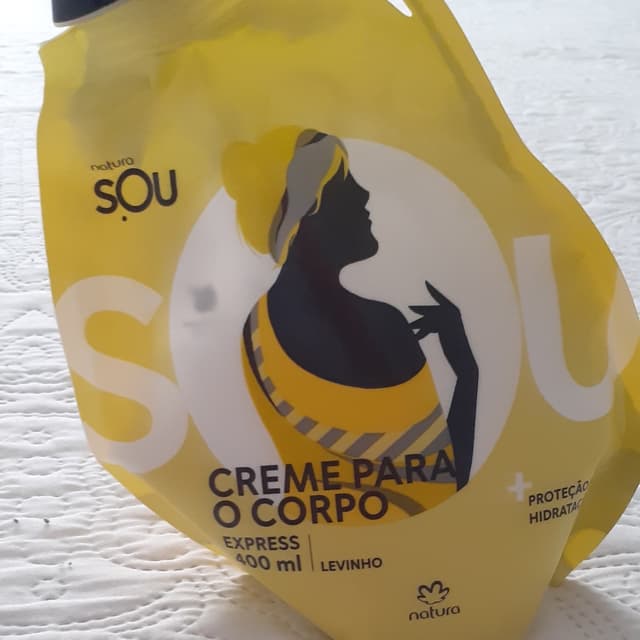 natura
SOU
SOU
CREME PARA
O CORPO
EXPRESS
400 ml | LEVINHO
+ PROTEÇÃO
natura